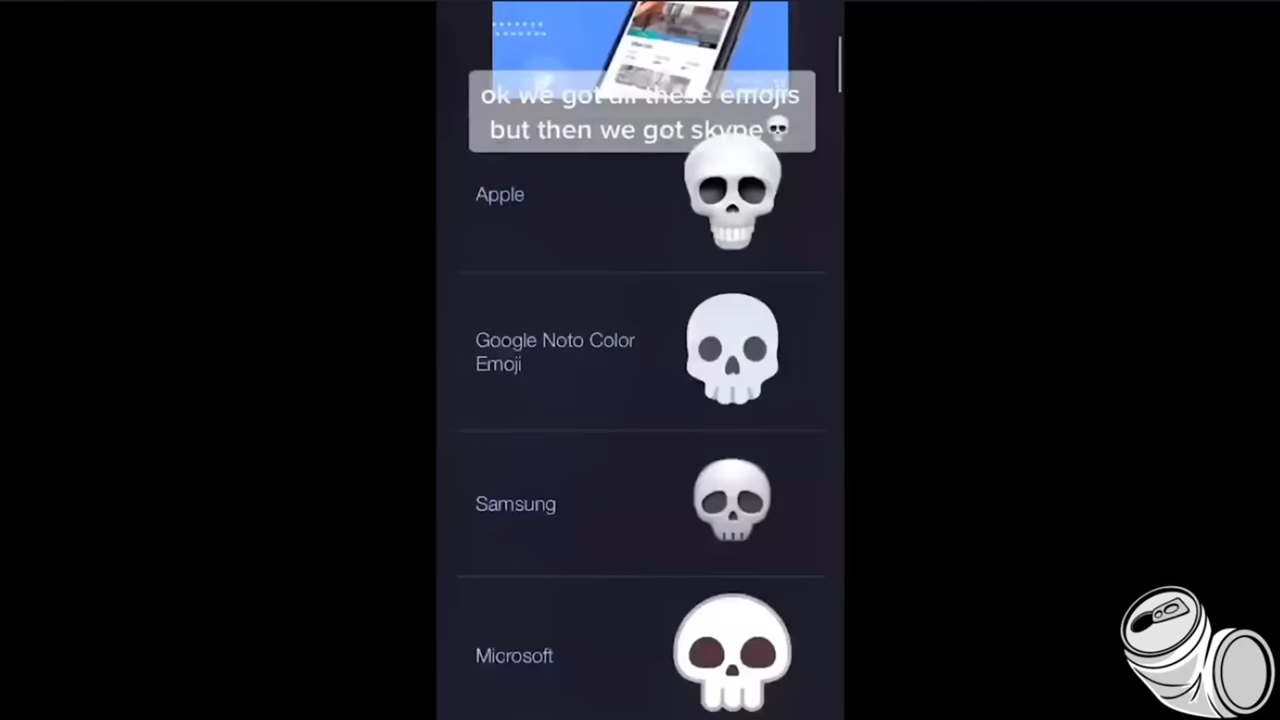 ok we got all these emojis
but then we got skype💀
Apple
Google Noto Color
Emoji
Samsung
Microsoft